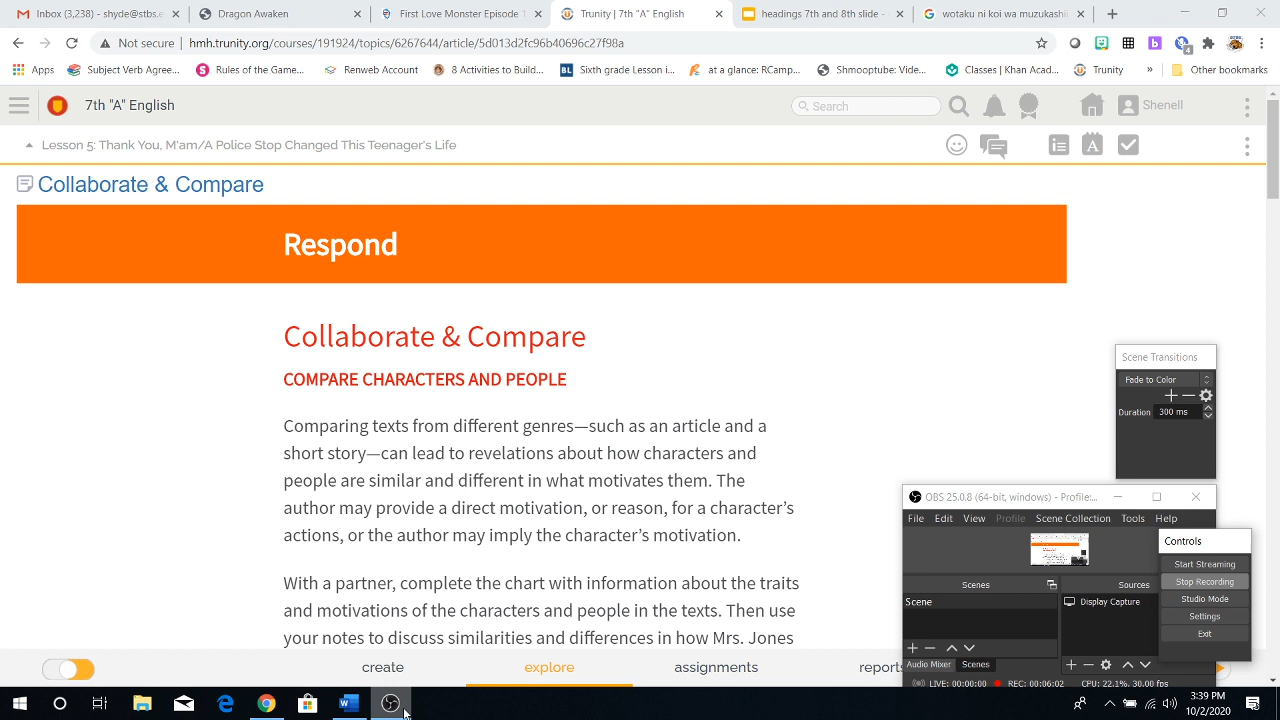 Inbox (3,238) - shyde@stbs.e
Dragon Awaken
First Love Monster Episode 1
Trunity | 7th "A" English
headings 7th and 8th slide -
wotaku ni koi wa muzukashii
Not secure | hmh.trunity.org/courses/191924/topics/6267644/article/5d013d2fc96b40696c27f98a
Apps
Subject Verb Agree...
Rules of the Game...
Renweb Account
8 Activities to Build...
Sixth grade Lesson i...
at a glance: RCamp...
Shmooptube: Vide...
Classes | Khan Acad...
Trunity
»
Other bookmarks
7th "A" English
Search
Shenell
Lesson 5: Thank You, M'am/A Police Stop Changed This Teenager's Life
Collaborate & Compare
Respond
Collaborate & Compare
COMPARE CHARACTERS AND PEOPLE
Comparing texts from different genres—such as an article and a
short story—can lead to revelations about how characters and
people are similar and different in what motivates them. The
author may provide a direct motivation, or reason, for a character's
actions, or the author may imply the character's motivation.
With a partner, complete the chart with information about the traits
and motivations of the characters and people in the texts. Then use
your notes to discuss similarities and differences in how Mrs. Jones
Scene Transitions
Fade to Color
Duration 300 ms
OBS 25.0.8 (64-bit, windows) - Profile:...
File Edit View Profile Scene Collection Tools Help
Scenes
Sources
Scene
Display Capture
Audio Mixer Scenes
Controls
Start Streaming
Stop Recording
Studio Mode
Settings
Exit
LIVE: 00:00:00 REC: 00:06:02 CPU: 22.1%, 30.00 fps
create
explore
assignments
reports
3:39 PM
10/2/2020